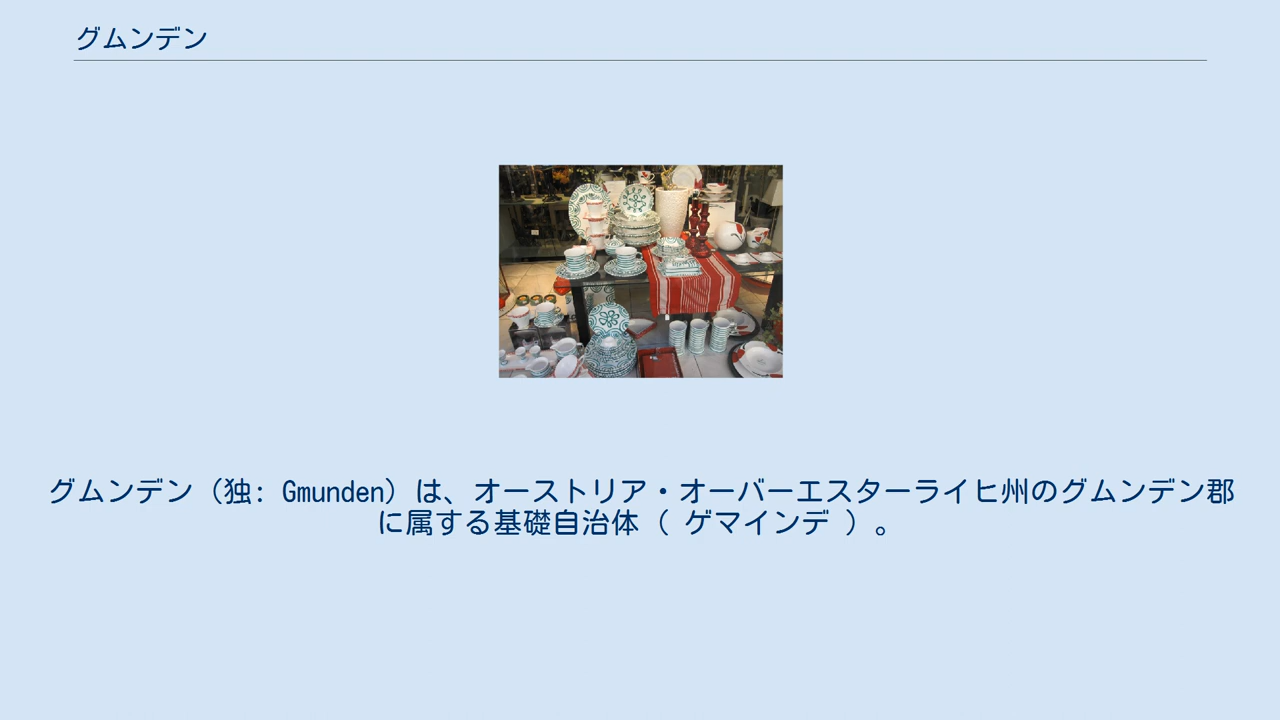 グムンデン
グムンデン（独: Gmunden）は、オーストリア・オーバーエスターライヒ州のグムンデン郡
に属する基礎自治体（ ゲマインデ ）。